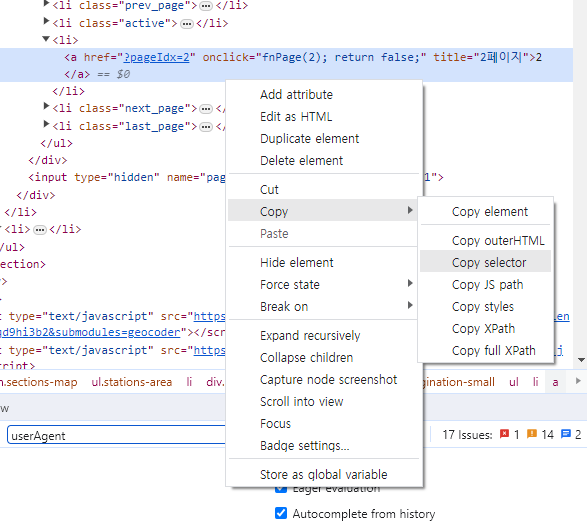 <li class="prev_page"> … </li>
<li class="active"> … </li>
<li>
<a href="?pageIdx=2" onclick="fnPage(2); return false;" title="2페이지">2
</a> == $0
</li>
<li class="next_page"> … </
<li class="last_page"> … </
</ul>
</div>
<input type="hidden" name="pag
1">
</div>
</li>
<li> … </li>
/ul>
ection>
>
t type="text/javascript" src="https
.en
gd9hi3b2&submodules=geocoder"></scr
t type="text/javascript" src="https
j
Add attribute
Edit as HTML
Duplicate element
Delete element
Cut
Copy
Paste
Hide element
Force state
Break on
Expand recursively
Collapse children
Capture node screenshot
Scroll into view
Focus
Badge settings...
Store as global variable
Copy element
Copy outerHTML
Copy selector
Copy JS path
Copy styles
Copy XPath
Copy full XPath
n.sections-map ul.stations-area li div. gination-small ul li a
w
userAgent
17 Issues: 1 14 2
Eager evaluation
Autocomplete from history